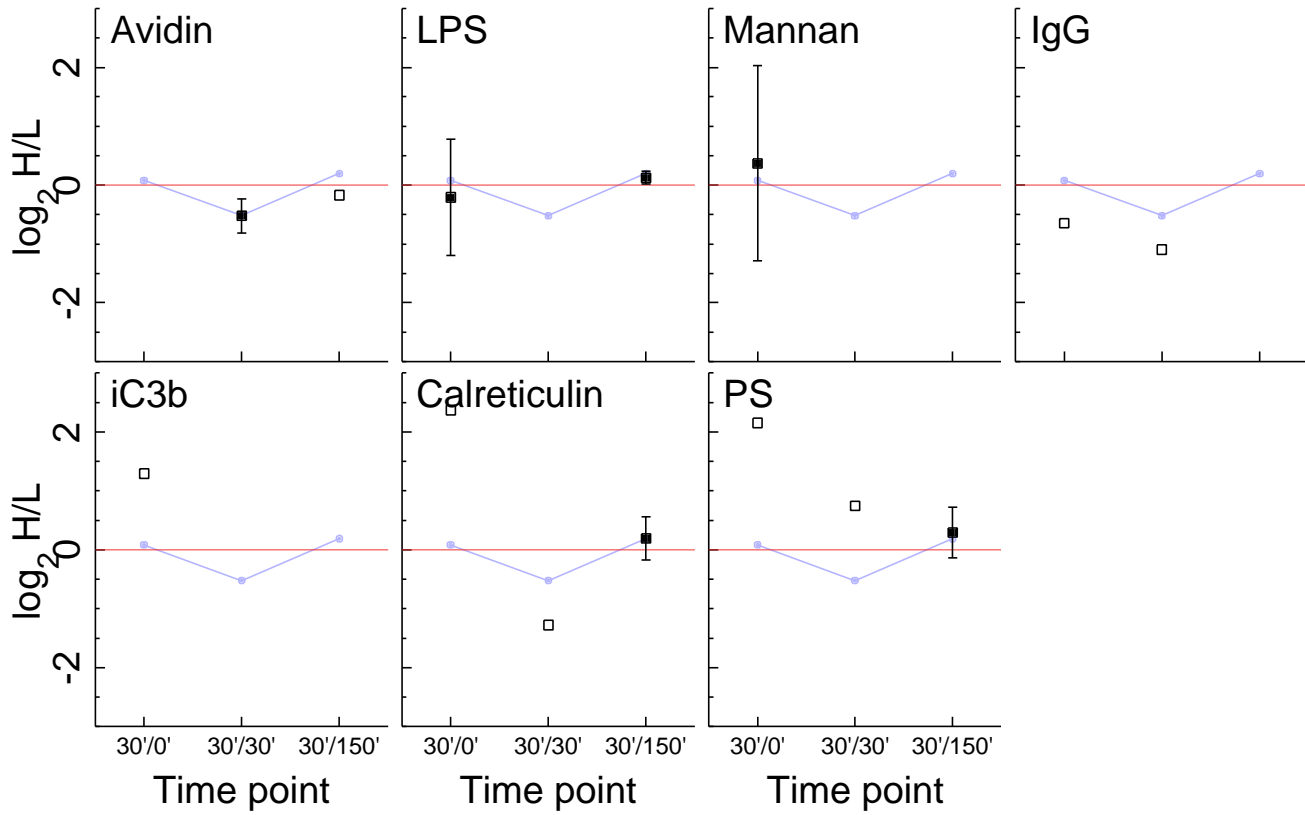 Avidin LPS Mannan IgG
log2 H/L
2
0
-2
iC3b Calreticulin PS
log2 H/L
2
0
-2
30'/0' 30'/30' 30'/150' 30'/0' 30'/30' 30'/150' 30'/0' 30'/30' 30'/150'
Time point Time point Time point